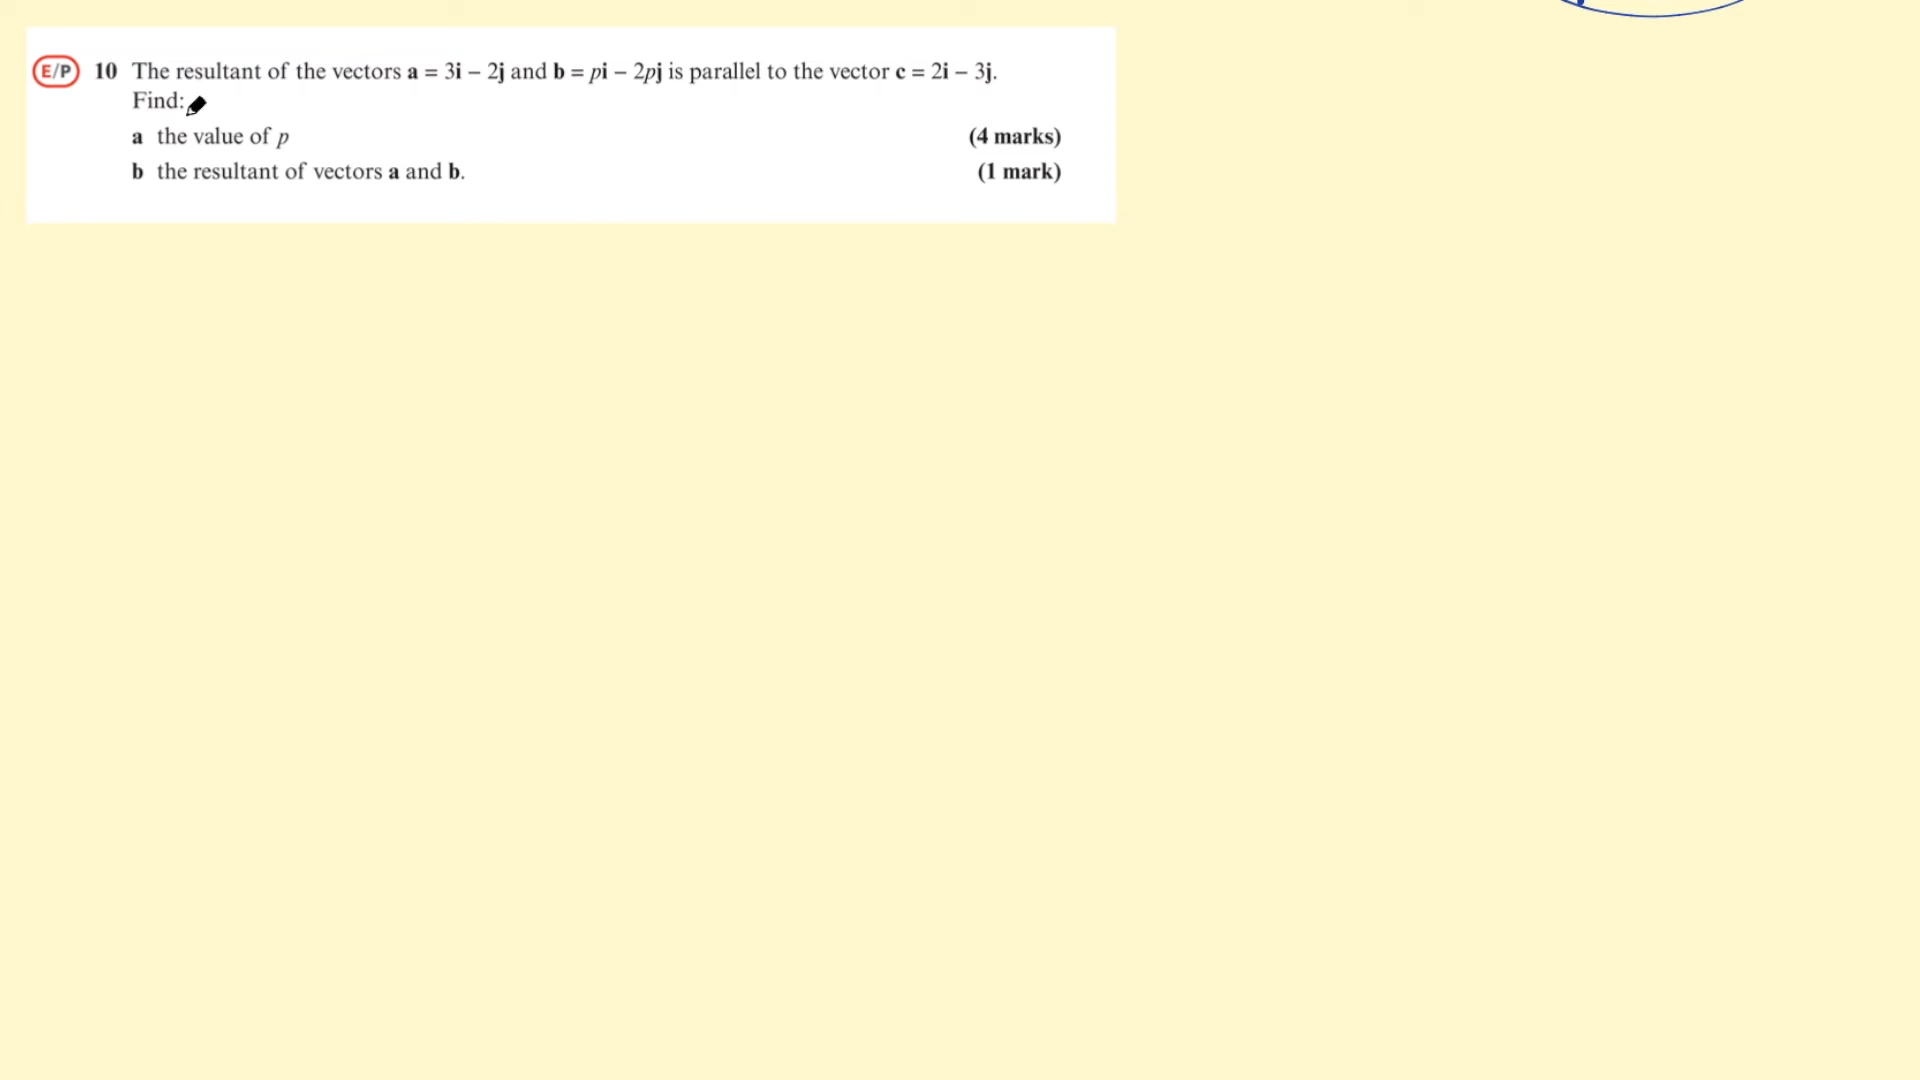 E/P 10 The resultant of the vectors a = 3i – 2j and b = pi – 2pj is parallel to the vector c = 2i – 3j.
Find:
a the value of p (4 marks)
b the resultant of vectors a and b. (1 mark)